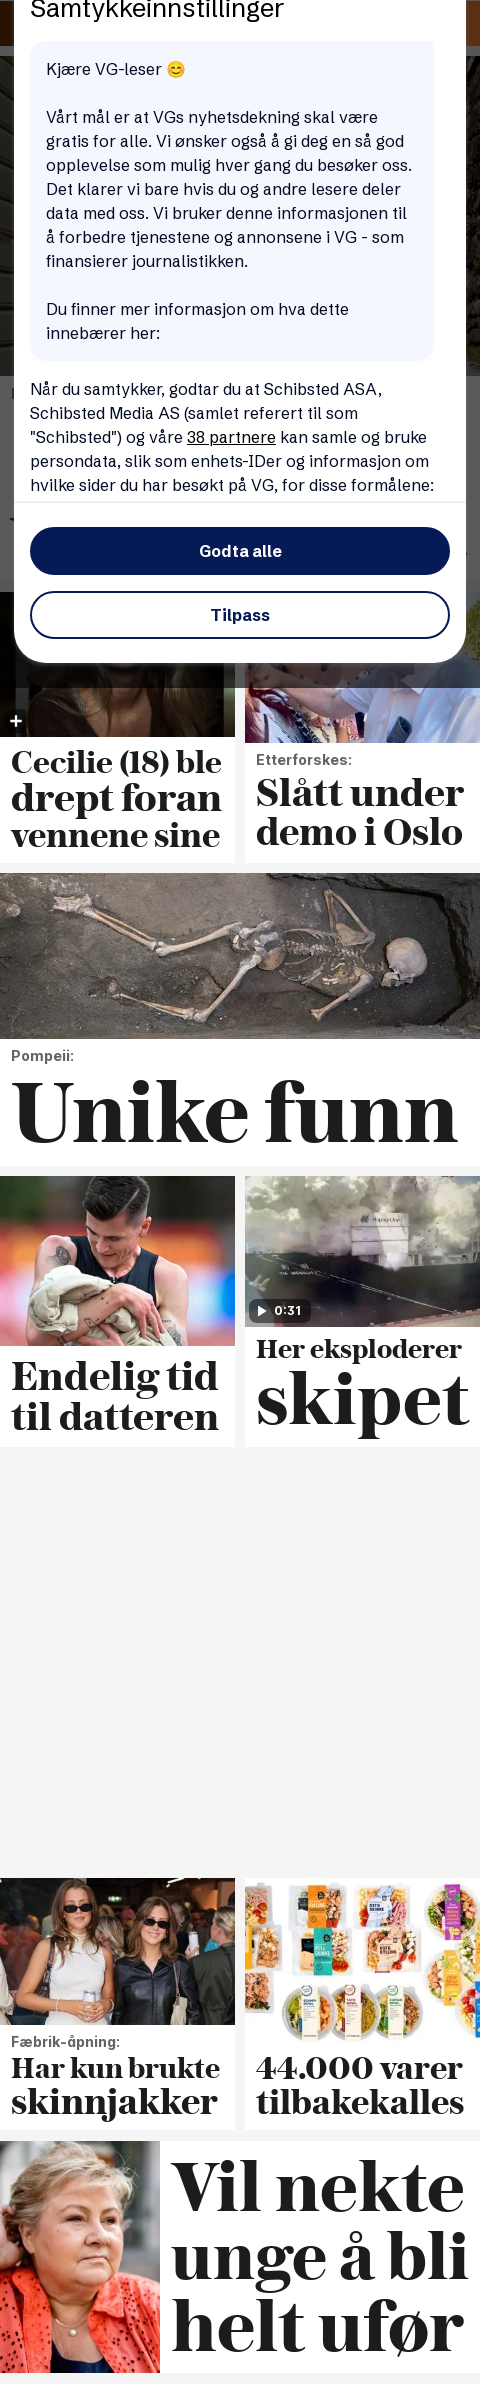 Samtykkeinnstillinger
Kjære VG-leser 😊
Vårt mål er at VGs nyhetsdekning skal være
gratis for alle. Vi ønsker også å gi deg en så god
opplevelse som mulig hver gang du besøker oss.
Det klarer vi bare hvis du og andre lesere deler
data med oss. Vi bruker denne informasjonen til
å forbedre tjenestene og annonsene i VG - som
finansierer journalistikken.
Du finner mer informasjon om hva dette
innebærer her:
Når du samtykker, godtar du at Schibsted ASA,
Schibsted Media AS (samlet referert til som
"Schibsted") og våre 38 partnere kan samle og bruke
persondata, slik som enhets-IDer og informasjon om
hvilke sider du har besøkt på VG, for disse formålene:
Godta alle
Tilpass
Cecilie (18) ble
drept foran
vennene sine
Etterforskes:
Slått under
demo i Oslo
Pompeii:
Unike funn
Endelig tid
til datteren
Hapag-Lloyd
0:31
Her eksploderer
skipet
Fæbrik-åpning:
Har kun brukte
skinnjakker
44.000 varer
tilbakekalles
Vil nekte
unge å bli
helt ufør